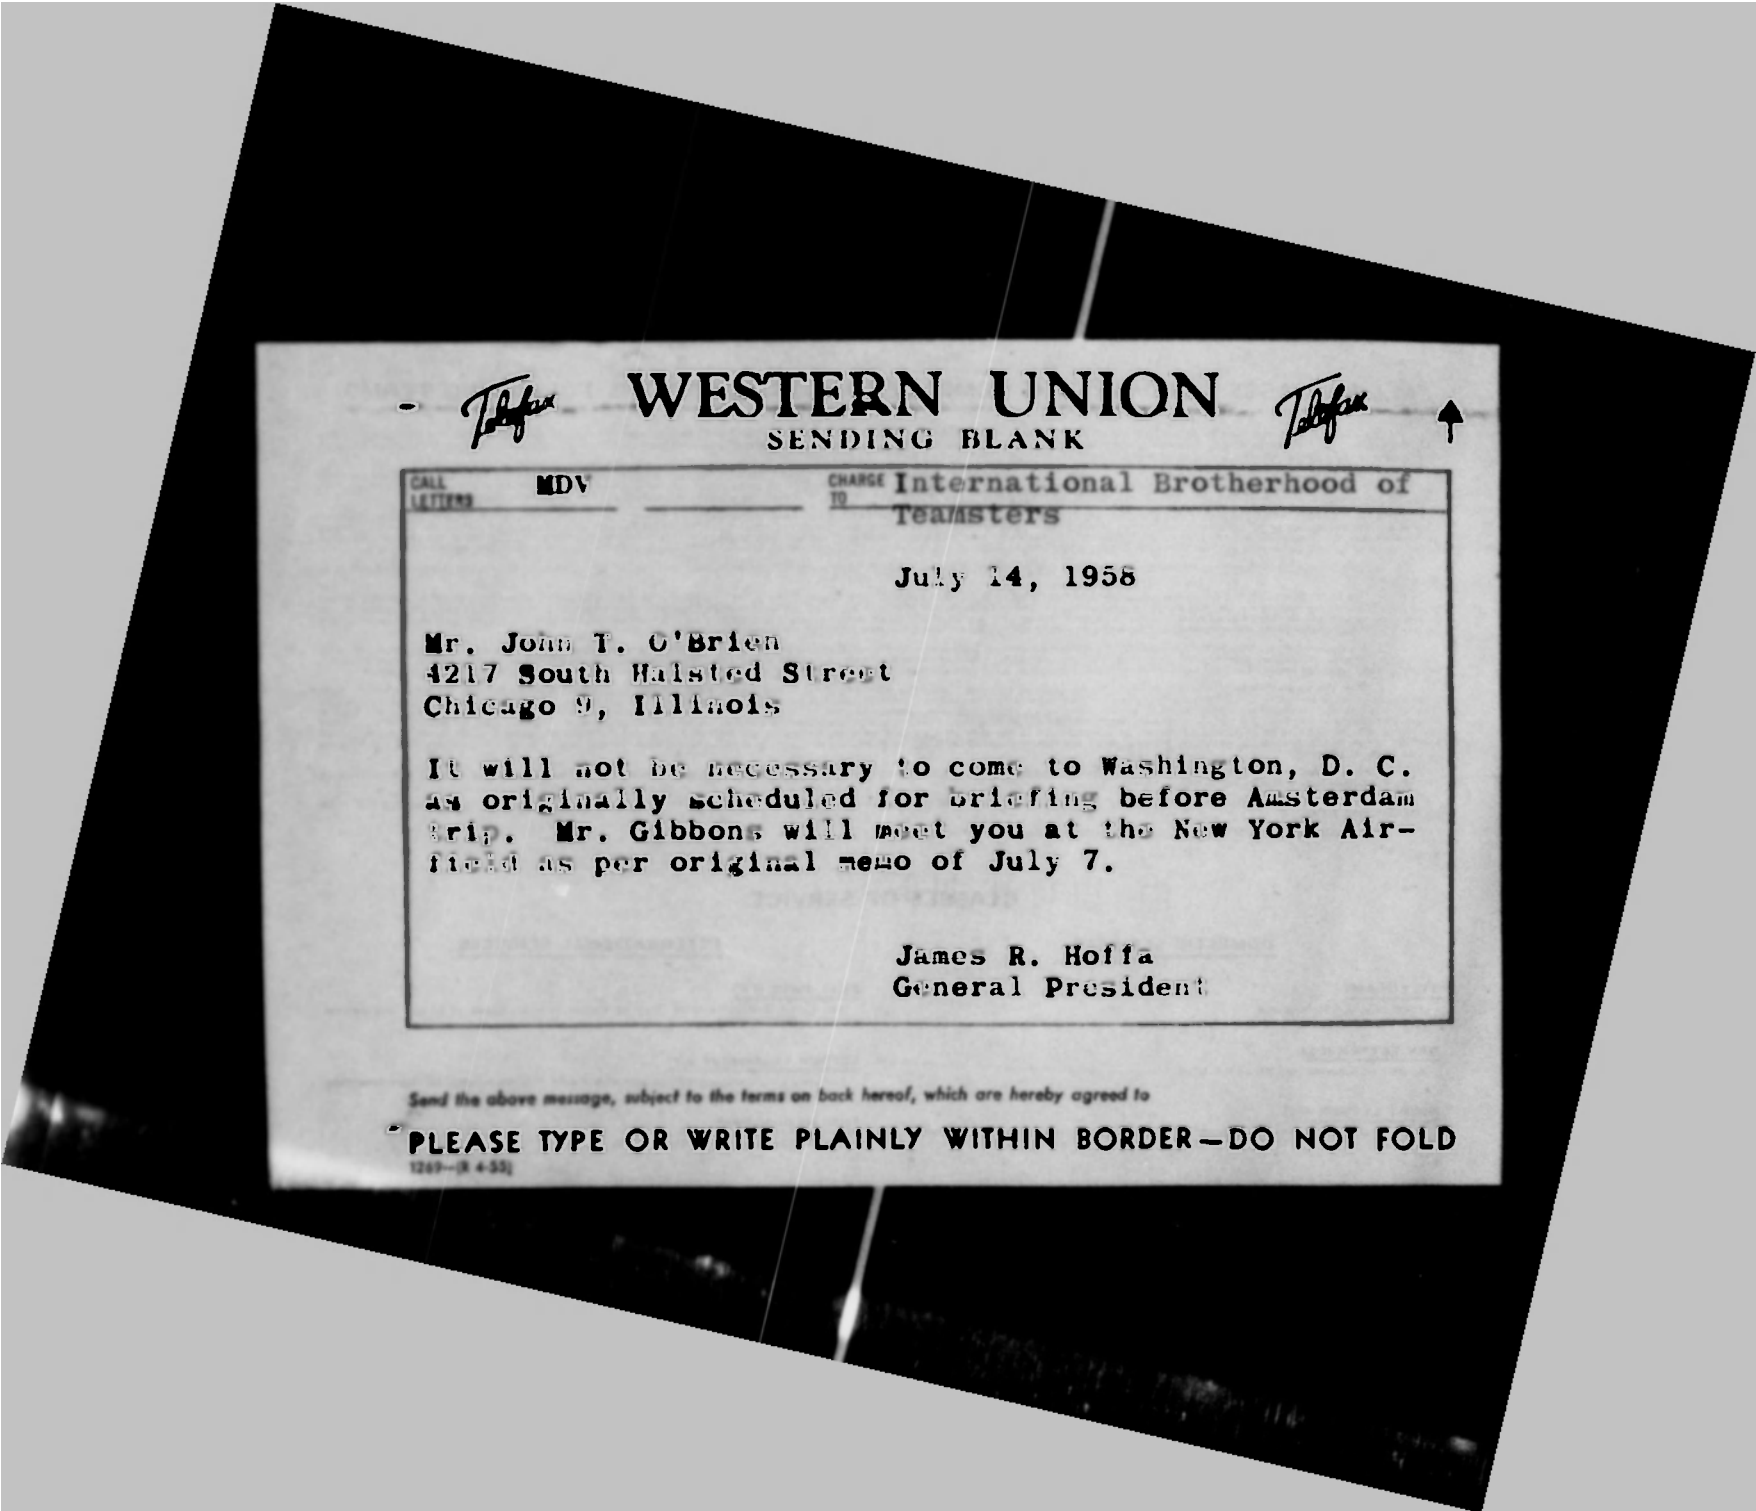 Telefax WESTERN UNION Telefax
SENDING BLANK
CALL LETTERS MDV CHARGE TO International Brotherhood of
Teamsters
July 14, 1958
Mr. John T. O'Brien
4217 South Halsted Street
Chicago 9, Illinois
It will not be necessary to come to Washington, D. C.
as originally scheduled for briefing before Amsterdam
trip. Mr. Gibbons will meet you at the New York Air-
field as per original memo of July 7.
James R. Hoffa
General President
Send the above message, subject to the terms on back hereof, which are hereby agreed to
PLEASE TYPE OR WRITE PLAINLY WITHIN BORDER—DO NOT FOLD
1269—(R 4-55)